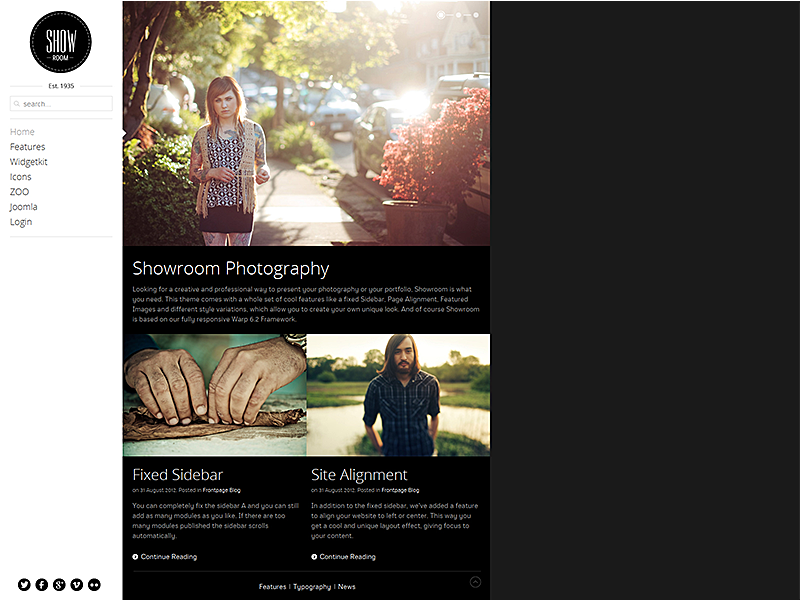 SHOW
ROOM
Est. 1935
search...
Home
Features
Widgetkit
Icons
ZOO
Joomla
Login
Showroom Photography
Looking for a creative and professional way to present your photography or your portfolio, Showroom is what
you need. This theme comes with a whole set of cool features like a fixed Sidebar, Page Alignment, Featured
Images and different style variations, which allow you to create your own unique look. And of course Showroom
is based on our fully responsive Warp 6.2 Framework.
Fixed Sidebar
on 31 August 2012. Posted in Frontpage Blog
You can completely fix the sidebar A and you can still
add as many modules as you like. If there are too
many modules published the sidebar scrolls
automatically.
Continue Reading
Site Alignment
on 31 August 2012. Posted in Frontpage Blog
In addition to the fixed sidebar, we've added a feature
to align your website to left or center. This way you
get a cool and unique layout effect, giving focus to
your content.
Continue Reading
Features | Typography | News